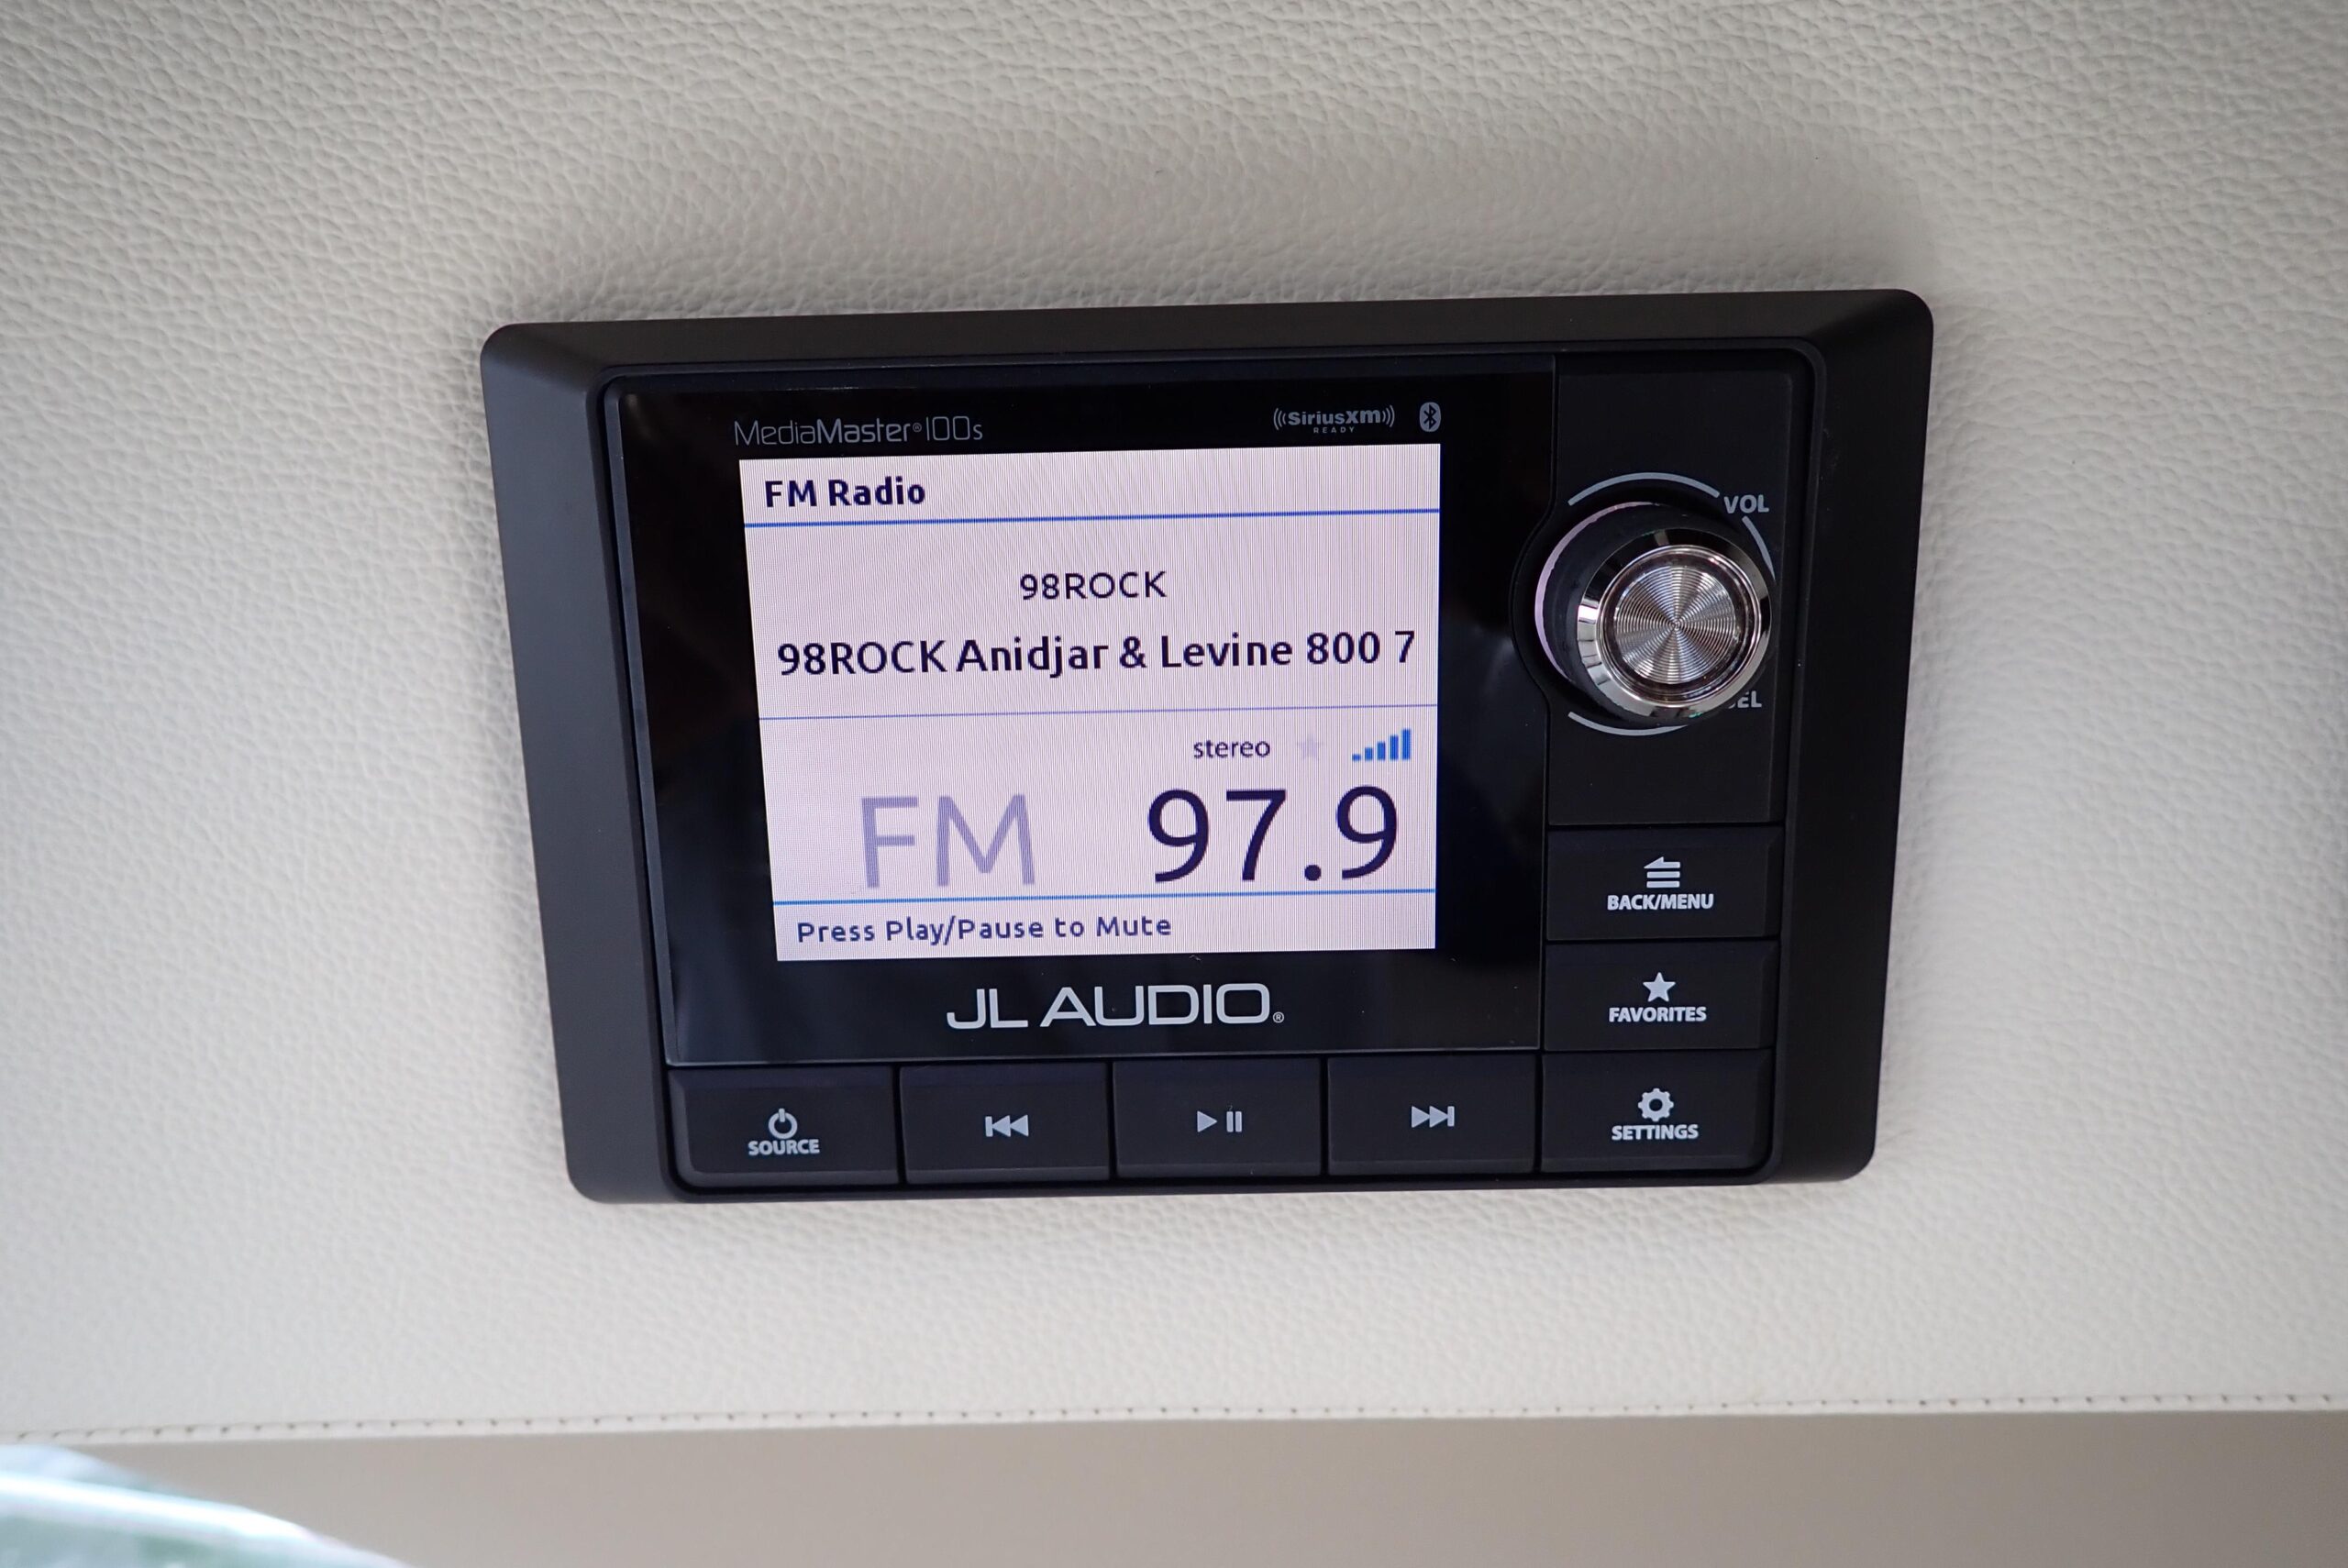 MediaMaster®100s
((SiriusXM))
READY
FM Radio
98ROCK
98ROCK Anidjar & Levine 800 7
stereo
FM 97.9
Press Play/Pause to Mute
JL AUDIO®
VOL
BACK/MENU
FAVORITES
SOURCE
SETTINGS